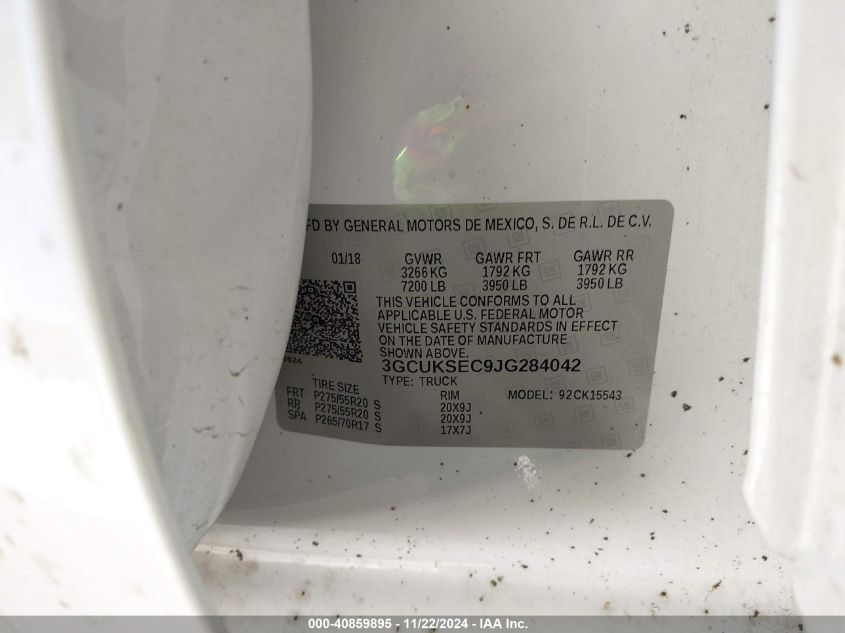 FD BY GENERAL MOTORS DE MEXICO, S. DE R.L. DE C.V.
01/18 GVWR GAWR FRT GAWR RR
3266 KG 1792 KG 1792 KG
7200 LB 3950 LB 3950 LB
THIS VEHICLE CONFORMS TO ALL
APPLICABLE U.S. FEDERAL MOTOR
VEHICLE SAFETY STANDARDS IN EFFECT
ON THE DATE OF MANUFACTURE
SHOWN ABOVE.
3GCUKSEC9JG284042
TYPE: TRUCK
TIRE SIZE RIM MODEL: 92CK15543
FRT P275/55R20 S 20X9J
RR P275/55R20 S 20X9J
SPA P265/70R17 S 17X7J
000-40859895 - 11/22/2024 - IAA Inc.